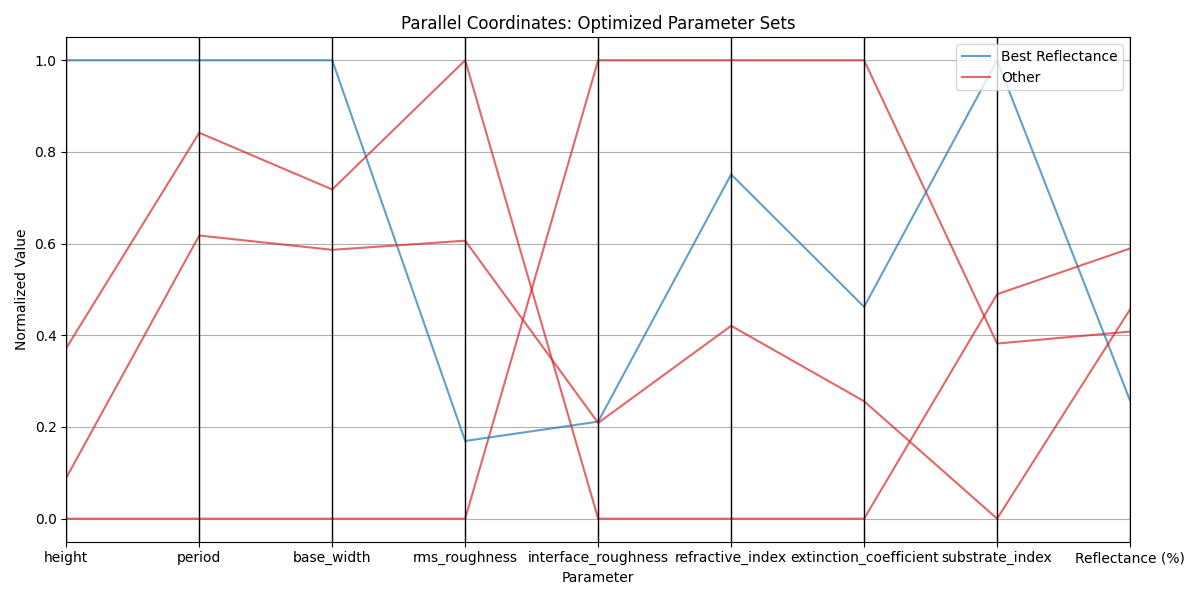 Parallel Coordinates: Optimized Parameter Sets
Best Reflectance
Other
1.0
0.8
0.6
0.4
0.2
0.0
Normalized Value
height period base_width rms_roughness interface_roughness refractive_index extinction_coefficient substrate_index Reflectance (%)
Parameter